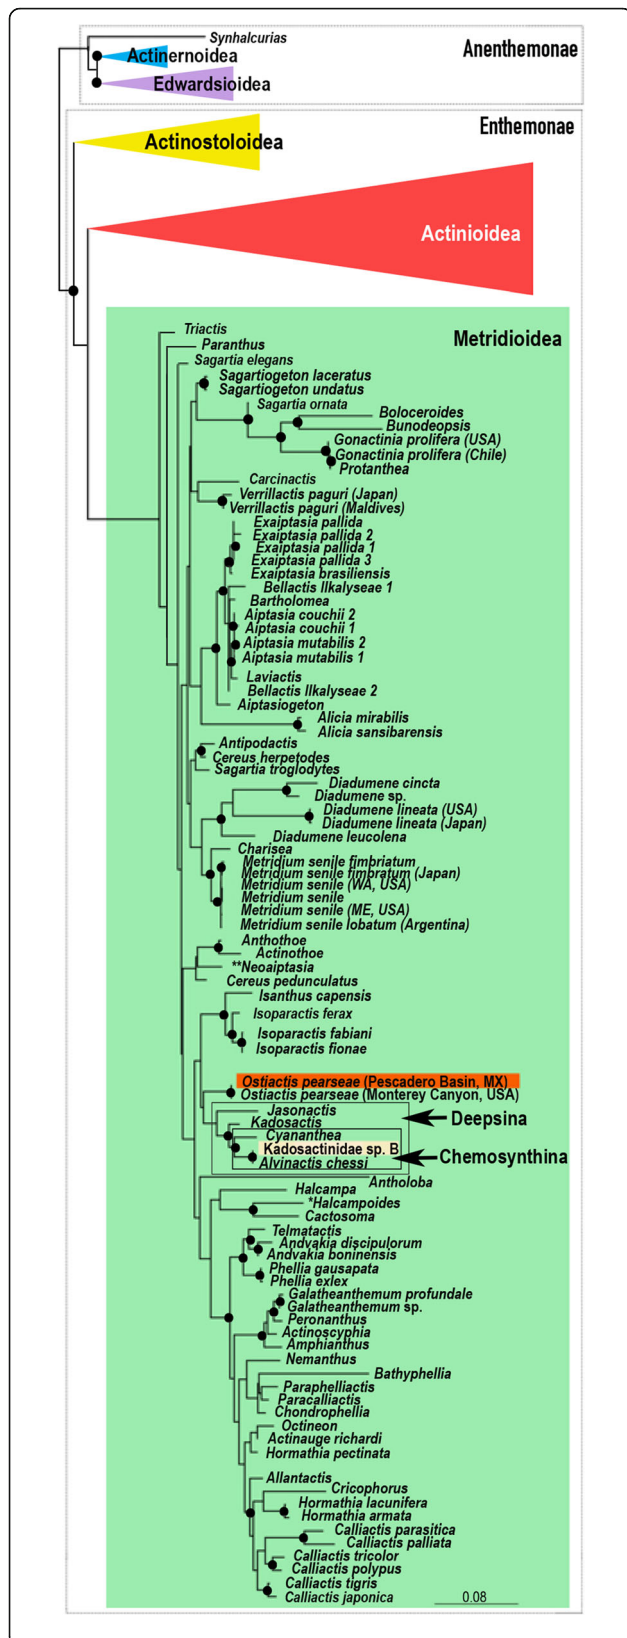 Synhalcurias
Anenthemonae
Actinernoidea
Edwardsioidea
Enthemonae
Actinostoloidea
Actinioidea
Metridioidea
Triactis
Paranthus
Sagartia elegans
Sagartiogeton laceratus
Sagartiogeton undatus
Sagartia ornata
Boloceroides
Bunodeopsis
Gonactinia prolifera (USA)
Gonactinia prolifera (Chile)
Protanthea
Carcinactis
Verrillactis paguri (Japan)
Verrillactis paguri (Maldives)
Exaiptasia pallida
Exaiptasia pallida 2
Exaiptasia pallida 1
Exaiptasia pallida 3
Exaiptasia brasiliensis
Bellactis llkalyseae 1
Bartholomea
Aiptasia couchii 2
Aiptasia couchii 1
Aiptasia mutabilis 2
Aiptasia mutabilis 1
Laviactis
Bellactis llkalyseae 2
Aiptasiogeton
Alicia mirabilis
Alicia sansibarensis
Antipodactis
Cereus herpetodes
Sagartia troglodytes
Diadumene cincta
Diadumene sp.
Diadumene lineata (USA)
Diadumene lineata (Japan)
Diadumene leucolena
Charisea
Metridium senile fimbriatum
Metridium senile fimbratum (Japan)
Metridium senile (WA, USA)
Metridium senile
Metridium senile (ME, USA)
Metridium senile lobatum (Argentina)
Anthothoe
Actinothoe
**Neoaiptasia
Cereus pedunculatus
Isanthus capensis
Isoparactis ferax
Isoparactis fabiani
Isoparactis fionae
Ostiactis pearseae (Pescadero Basin, MX)
Ostiactis pearseae (Monterey Canyon, USA)
Jasonactis
Deepsina
Kadosactis
Cyananthea
Kadosactinidae sp. B
Chemosynthina
Alvinactis chessi
Antholoba
Halcampa
*Halcampoides
Cactosoma
Telmatactis
Andvakia discipulorum
Andvakia boninensis
Phellia gausapata
Phellia exlex
Galatheanthemum profundale
Galatheanthemum sp.
Peronanthus
Actinoscyphia
Amphianthus
Nemanthus
Bathyphellia
Paraphelliactis
Paracalliactis
Chondrophellia
Octineon
Actinauge richardi
Hormathia pectinata
Allantactis
Cricophorus
Hormathia lacunifera
Hormathia armata
Calliactis parasitica
Calliactis palliata
Calliactis tricolor
Calliactis polypus
Calliactis tigris
Calliactis japonica
0.08